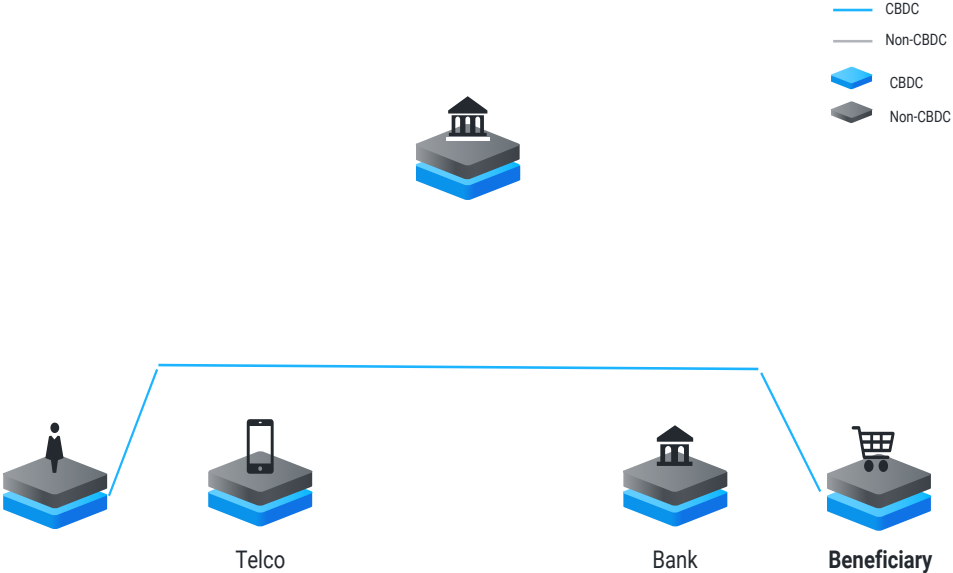 CBDC
Non-CBDC
CBDC
Non-CBDC
Telco
Bank
Beneficiary